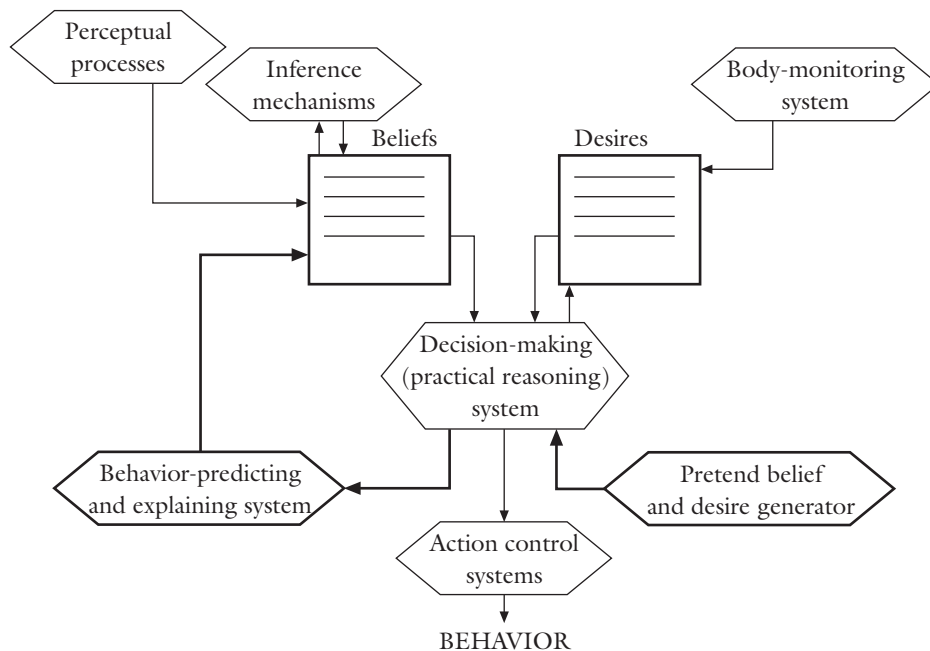 Perceptual
processes
Inference
mechanisms
Body-monitoring
system
Beliefs
Desires
Decision-making
(practical reasoning)
system
Behavior-predicting
and explaining system
Pretend belief
and desire generator
Action control
systems
BEHAVIOR